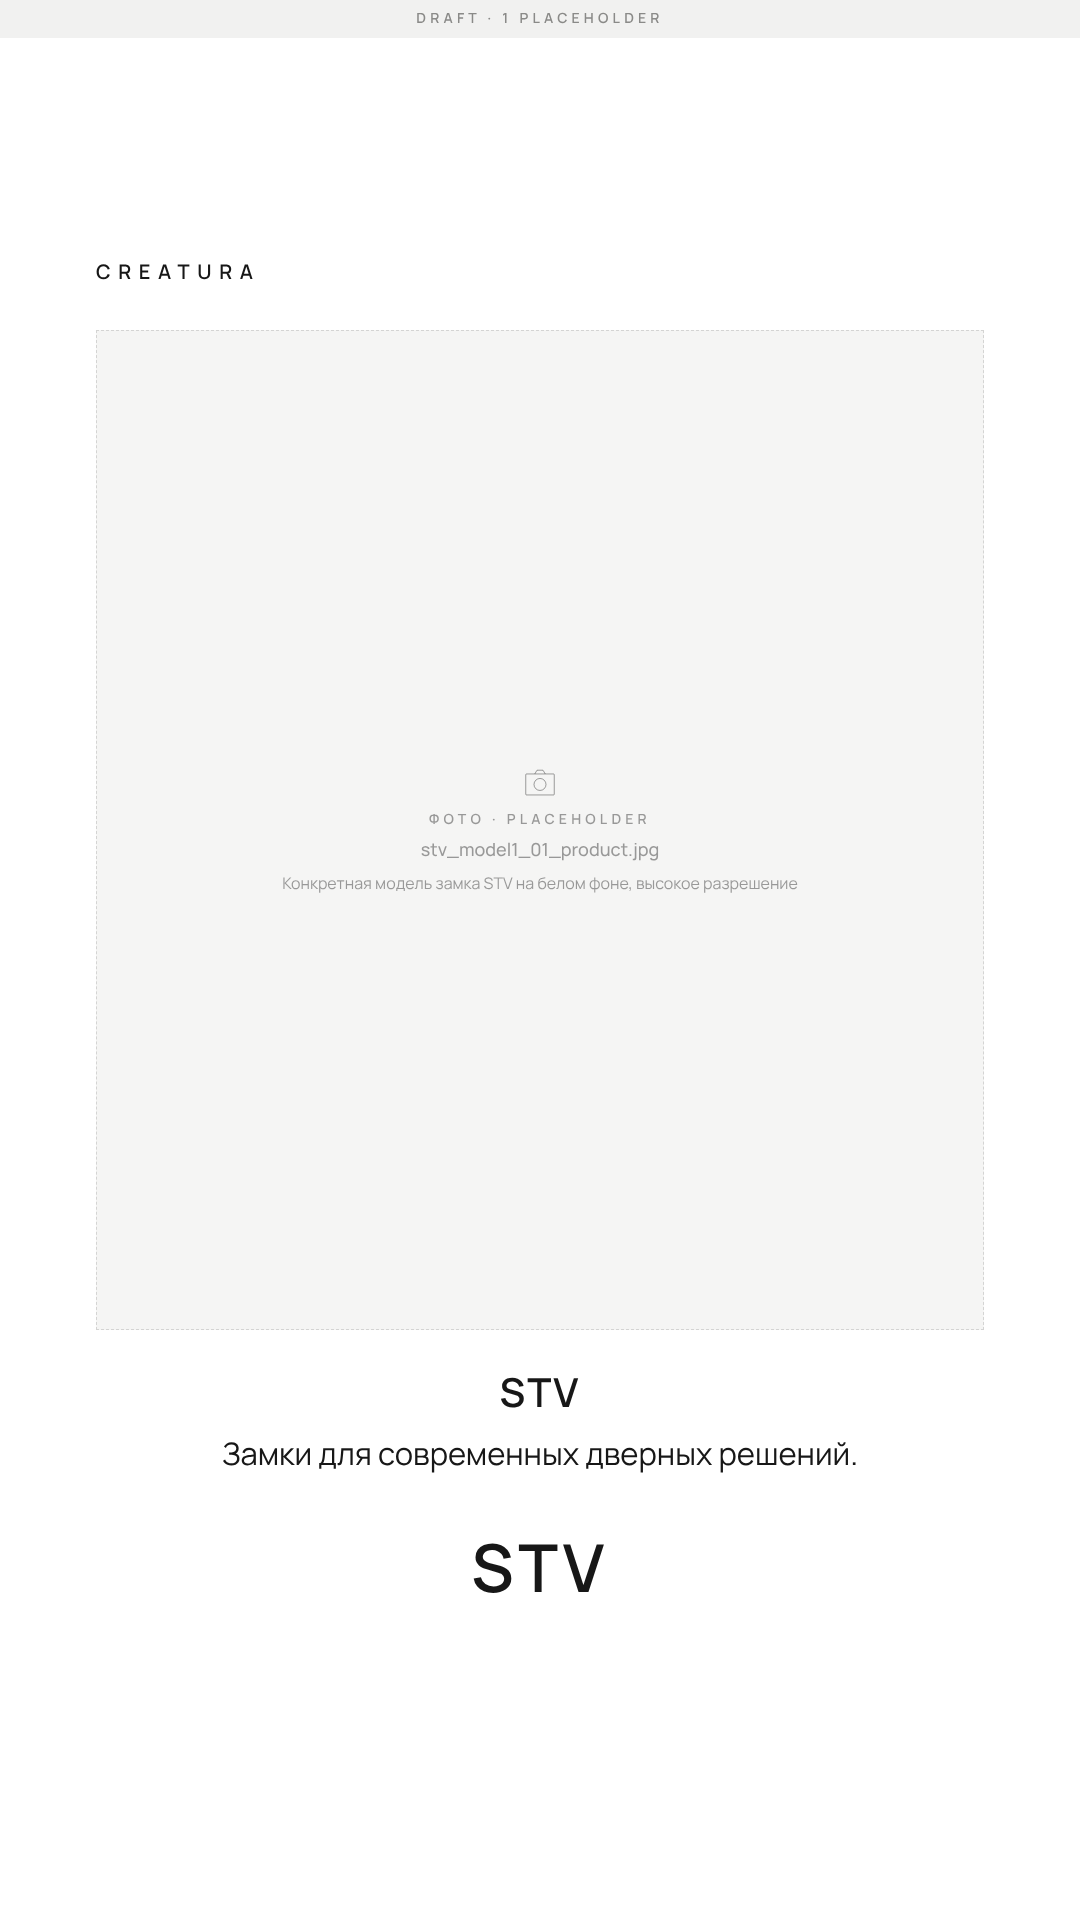 DRAFT · 1 PLACEHOLDER
CREATURA
ФОТО · PLACEHOLDER
stv_model1_01_product.jpg
Конкретная модель замка STV на белом фоне, высокое разрешение
STV
Замки для современных дверных решений.
STV